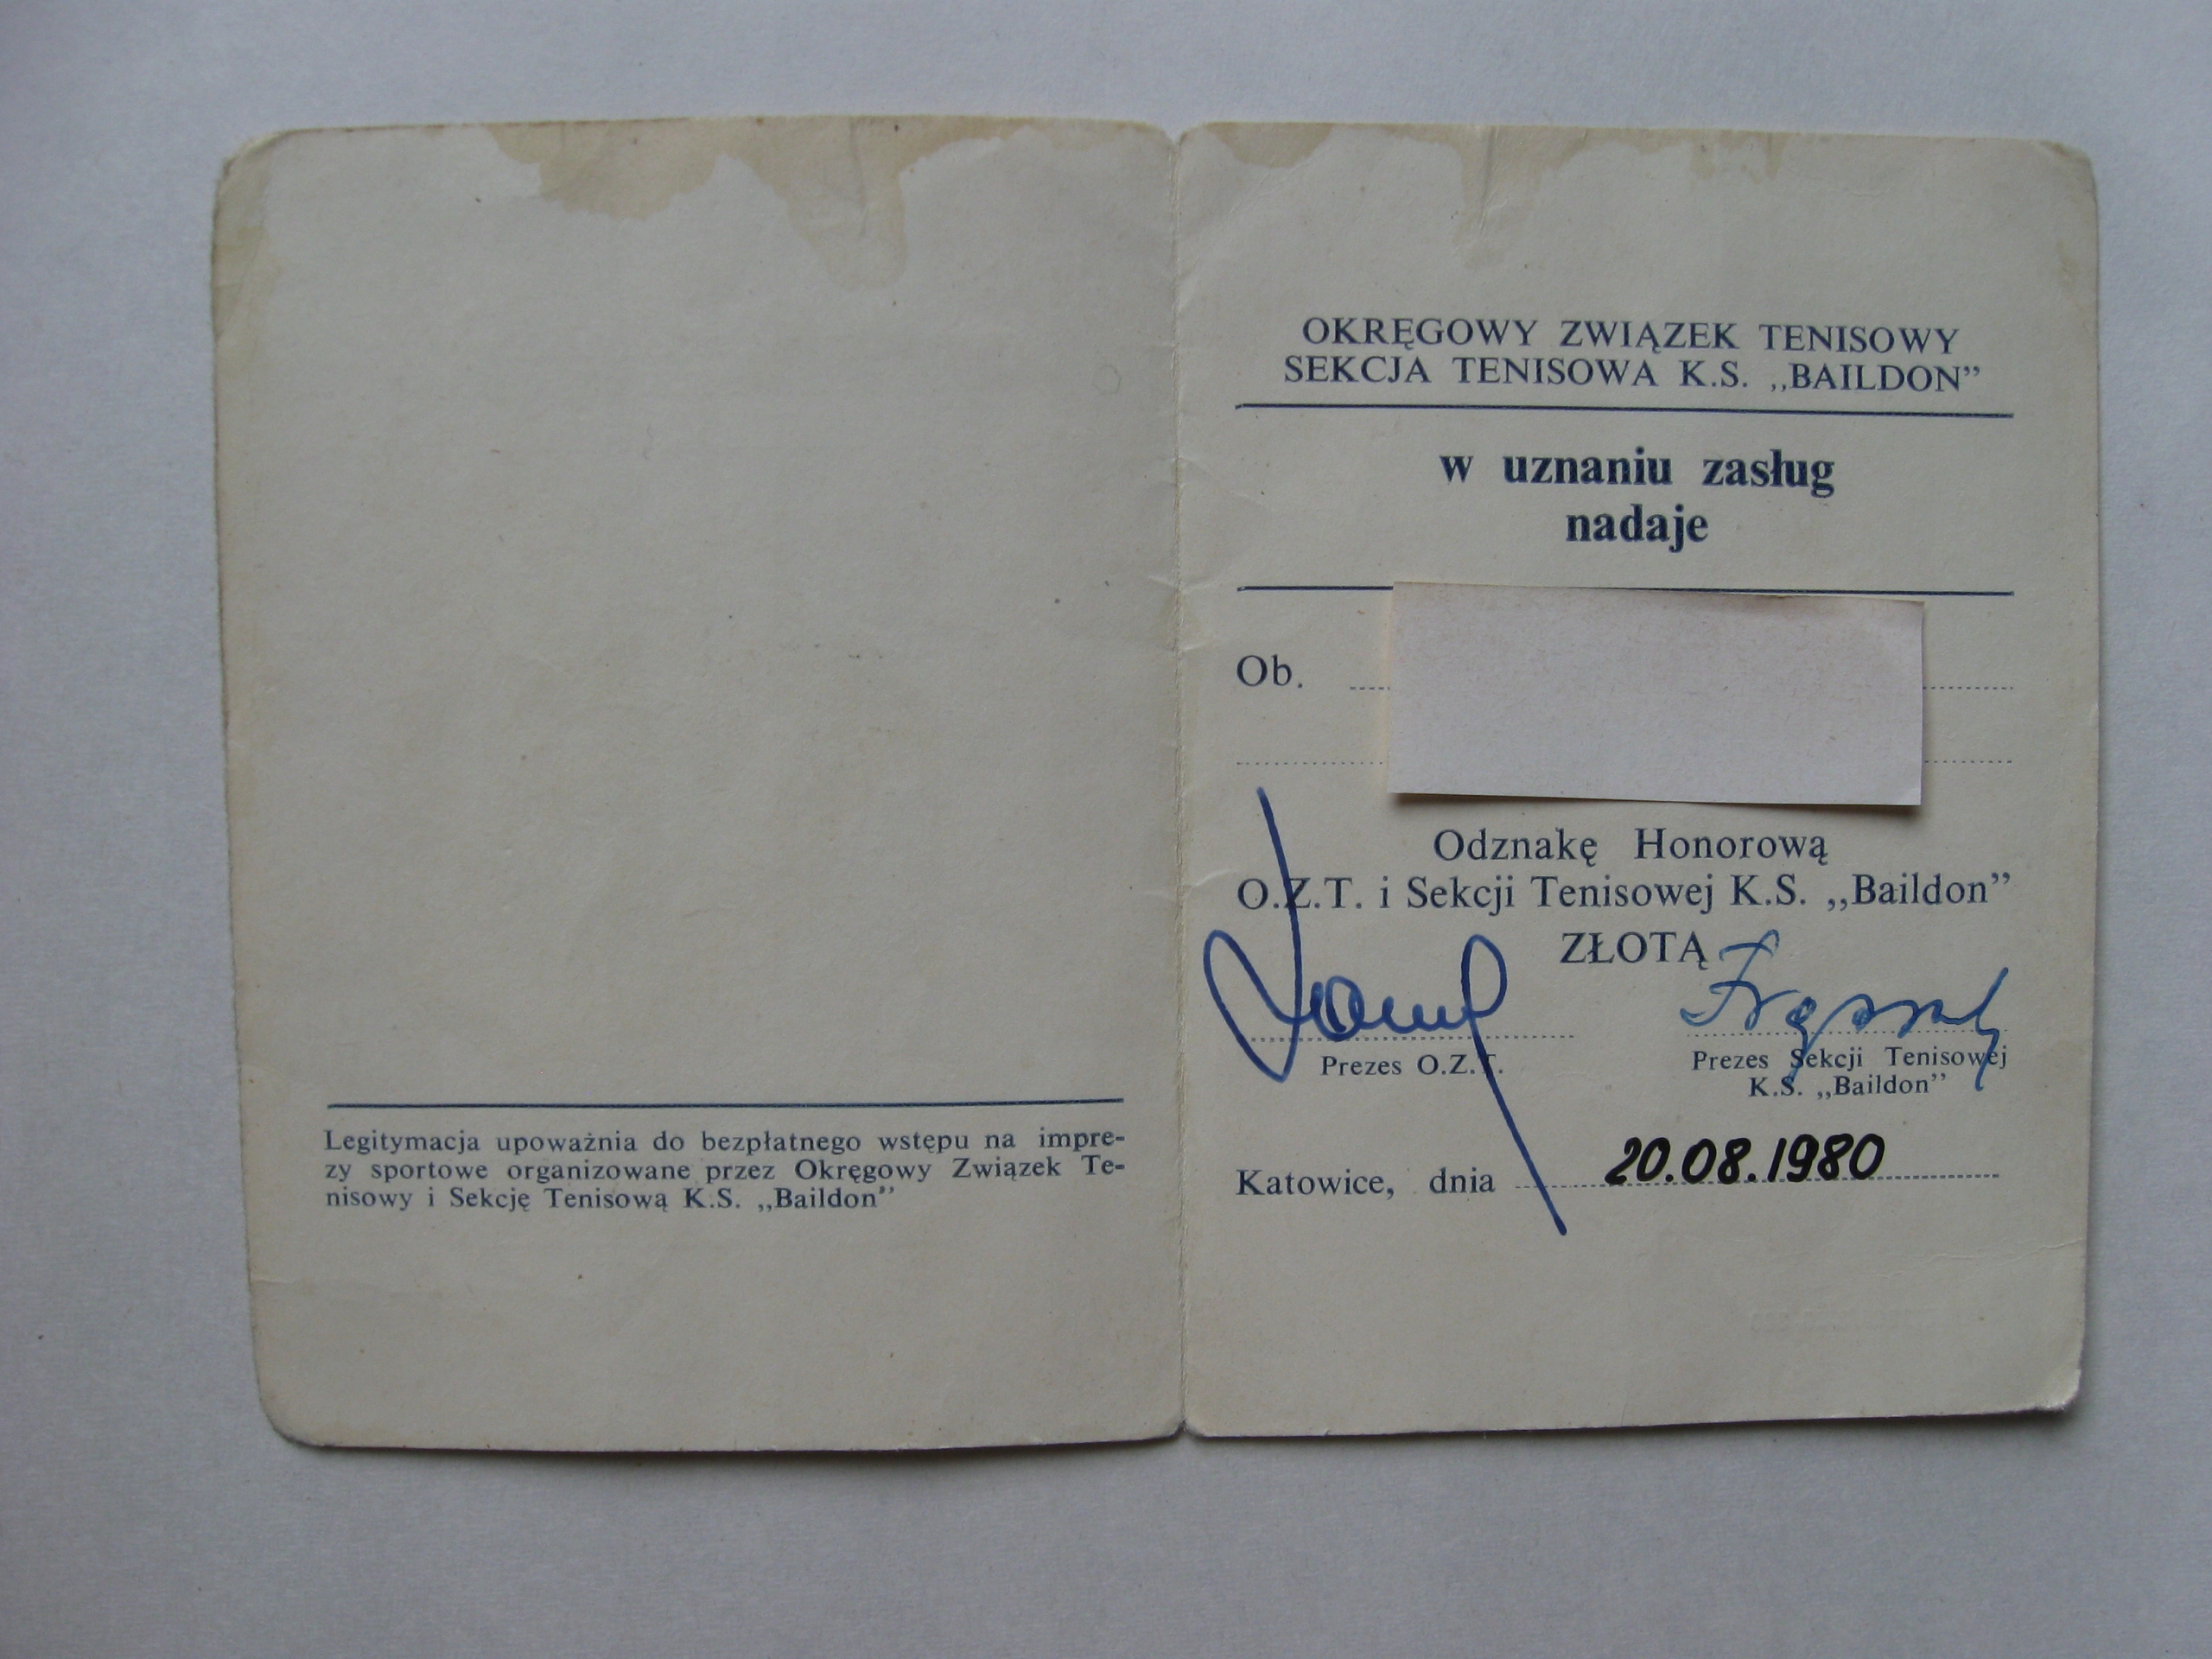 Legitymacja upoważnia do bezpłatnego wstępu na impre-
zy sportowe organizowane przez Okręgowy Związek Te-
nisowy i Sekcję Tenisową K.S. „Baildon”
OKRĘGOWY ZWIĄZEK TENISOWY
SEKCJA TENISOWA K.S. „BAILDON”
w uznaniu zasług
nadaje
Ob.
Odznakę Honorową
O.Z.T. i Sekcji Tenisowej K.S. „Baildon”
ZŁOTĄ
Prezes O.Z.T.
Prezes Sekcji Tenisowej
K.S. „Baildon”
Katowice, dnia 20.08.1980